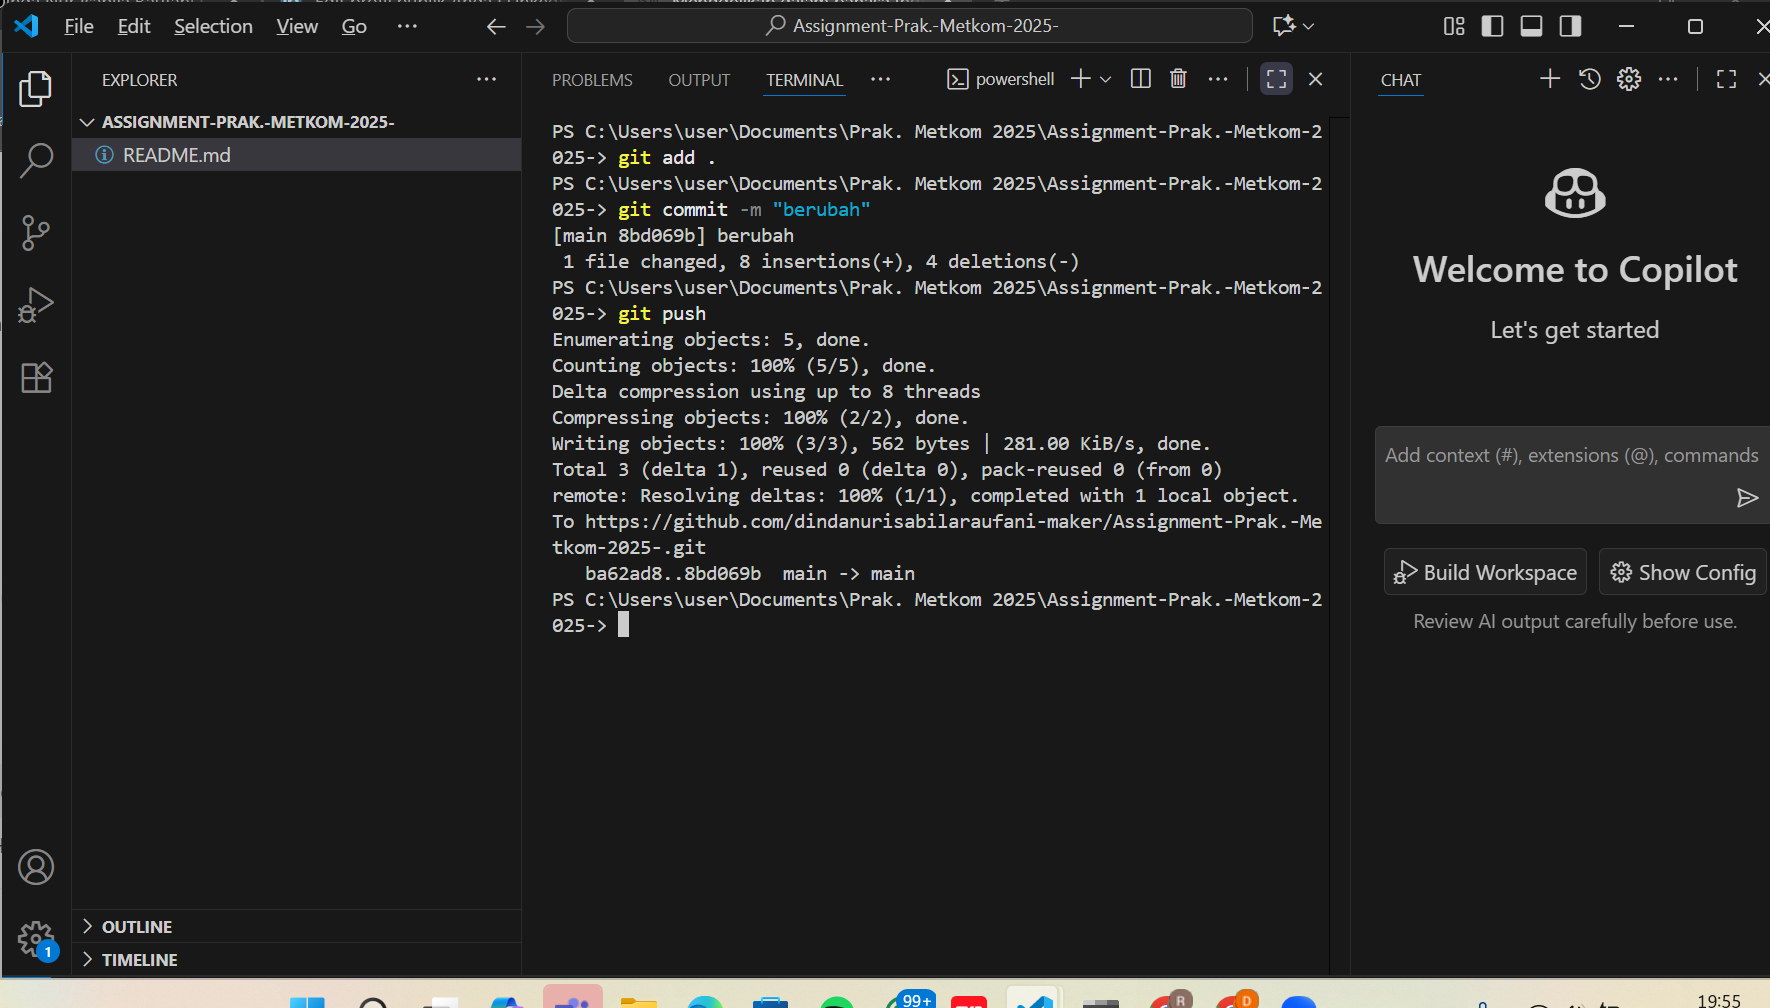 File Edit Selection View Go ··· Assignment-Prak.-Metkom-2025-
EXPLORER
ASSIGNMENT-PRAK.-METKOM-2025-
README.md
OUTLINE
TIMELINE
1
PROBLEMS OUTPUT TERMINAL ··· powershell
PS C:\Users\user\Documents\Prak. Metkom 2025\Assignment-Prak.-Metkom-2
025-> git add .
PS C:\Users\user\Documents\Prak. Metkom 2025\Assignment-Prak.-Metkom-2
025-> git commit -m "berubah"
[main 8bd069b] berubah
 1 file changed, 8 insertions(+), 4 deletions(-)
PS C:\Users\user\Documents\Prak. Metkom 2025\Assignment-Prak.-Metkom-2
025-> git push
Enumerating objects: 5, done.
Counting objects: 100% (5/5), done.
Delta compression using up to 8 threads
Compressing objects: 100% (2/2), done.
Writing objects: 100% (3/3), 562 bytes | 281.00 KiB/s, done.
Total 3 (delta 1), reused 0 (delta 0), pack-reused 0 (from 0)
remote: Resolving deltas: 100% (1/1), completed with 1 local object.
To https://github.com/dindanurisabilaraufani-maker/Assignment-Prak.-Me
tkom-2025-.git
   ba62ad8..8bd069b  main -> main
PS C:\Users\user\Documents\Prak. Metkom 2025\Assignment-Prak.-Metkom-2
025->
CHAT
Welcome to Copilot
Let's get started
Add context (#), extensions (@), commands
Build Workspace Show Config
Review AI output carefully before use.
99+
R
D
19:55